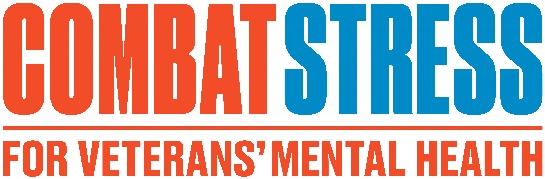 COMBATSTRESS
FOR VETERANS' MENTAL HEALTH